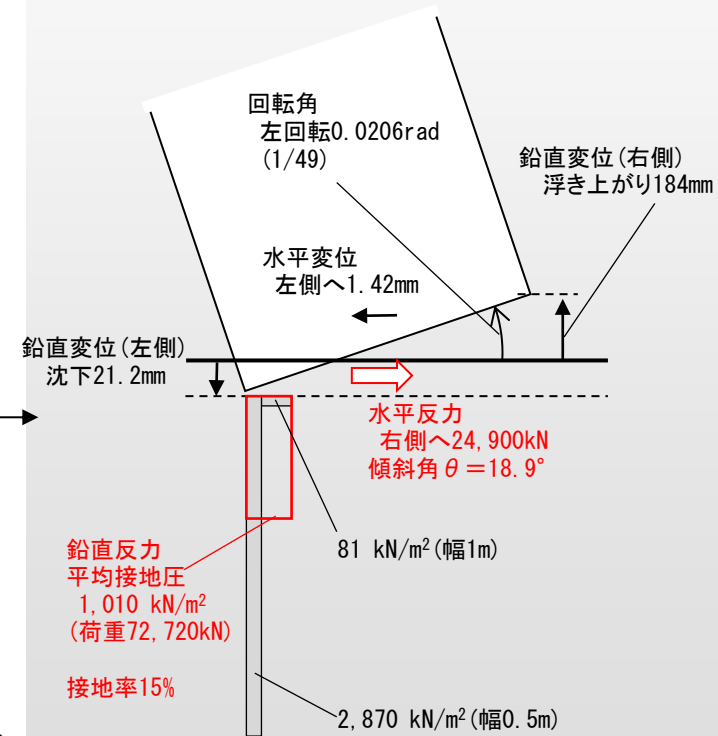 回転角
左回転0.0206rad
(1/49)
鉛直変位(右側)
浮き上がり184mm
水平変位
左側へ1.42mm
鉛直変位(左側)
沈下21.2mm
水平反力
右側へ24,900kN
傾斜角θ=18.9°
81 kN/m²(幅1m)
鉛直反力
平均接地圧
1,010 kN/m²
(荷重72,720kN)
接地率15%
2,870 kN/m²(幅0.5m)